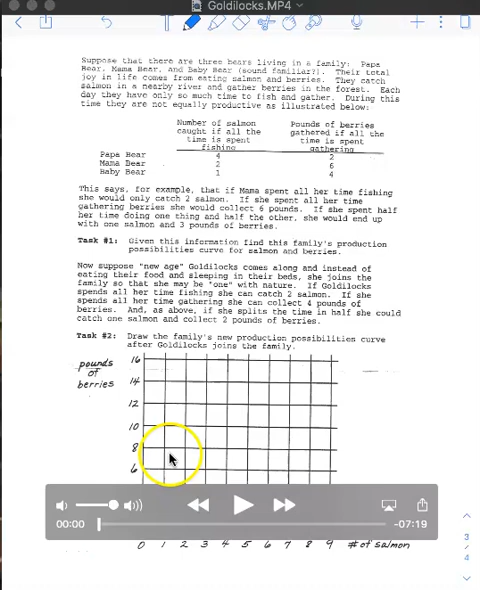 Goldilocks.MP4
Suppose that there are three bears living in a family: Papa
Bear, Mama Bear, and Baby Bear (sound familiar?). Their total
joy in life comes from eating salmon and berries. They catch
salmon in a nearby river and gather berries in the forest. Each
day they have only so much time to fish and gather. During this
time they are not equally productive as illustrated below:
Number of salmon Pounds of berries
caught if all the gathered if all the
time is spent time is spent
fishing gathering
Papa Bear 4 2
Mama Bear 2 6
Baby Bear 1 4
This says, for example, that if Mama spent all her time fishing
she would only catch 2 salmon. If she spent all her time
gathering berries she would collect 6 pounds. If she spent half
her time doing one thing and half the other, she would end up
with one salmon and 3 pounds of berries.
Task #1: Given this information find this family's production
possibilities curve for salmon and berries.
Now suppose "new age" Goldilocks comes along and instead of
eating their food and sleeping in their beds, she joins the
family so that she may be "one" with nature. If Goldilocks
spends all her time fishing she can catch 2 salmon. If she
spends all her time gathering she can collect 4 pounds of
berries. And, as above, if she splits the time in half she could
catch one salmon and collect 2 pounds of berries.
Task #2: Draw the family's new production possibilities curve
after Goldilocks joins the family.
pounds of berries
16
14
12
10
8
6
00:00 -07:19
0 1 2 3 4 5 6 7 8 9 # of salmon
3
4